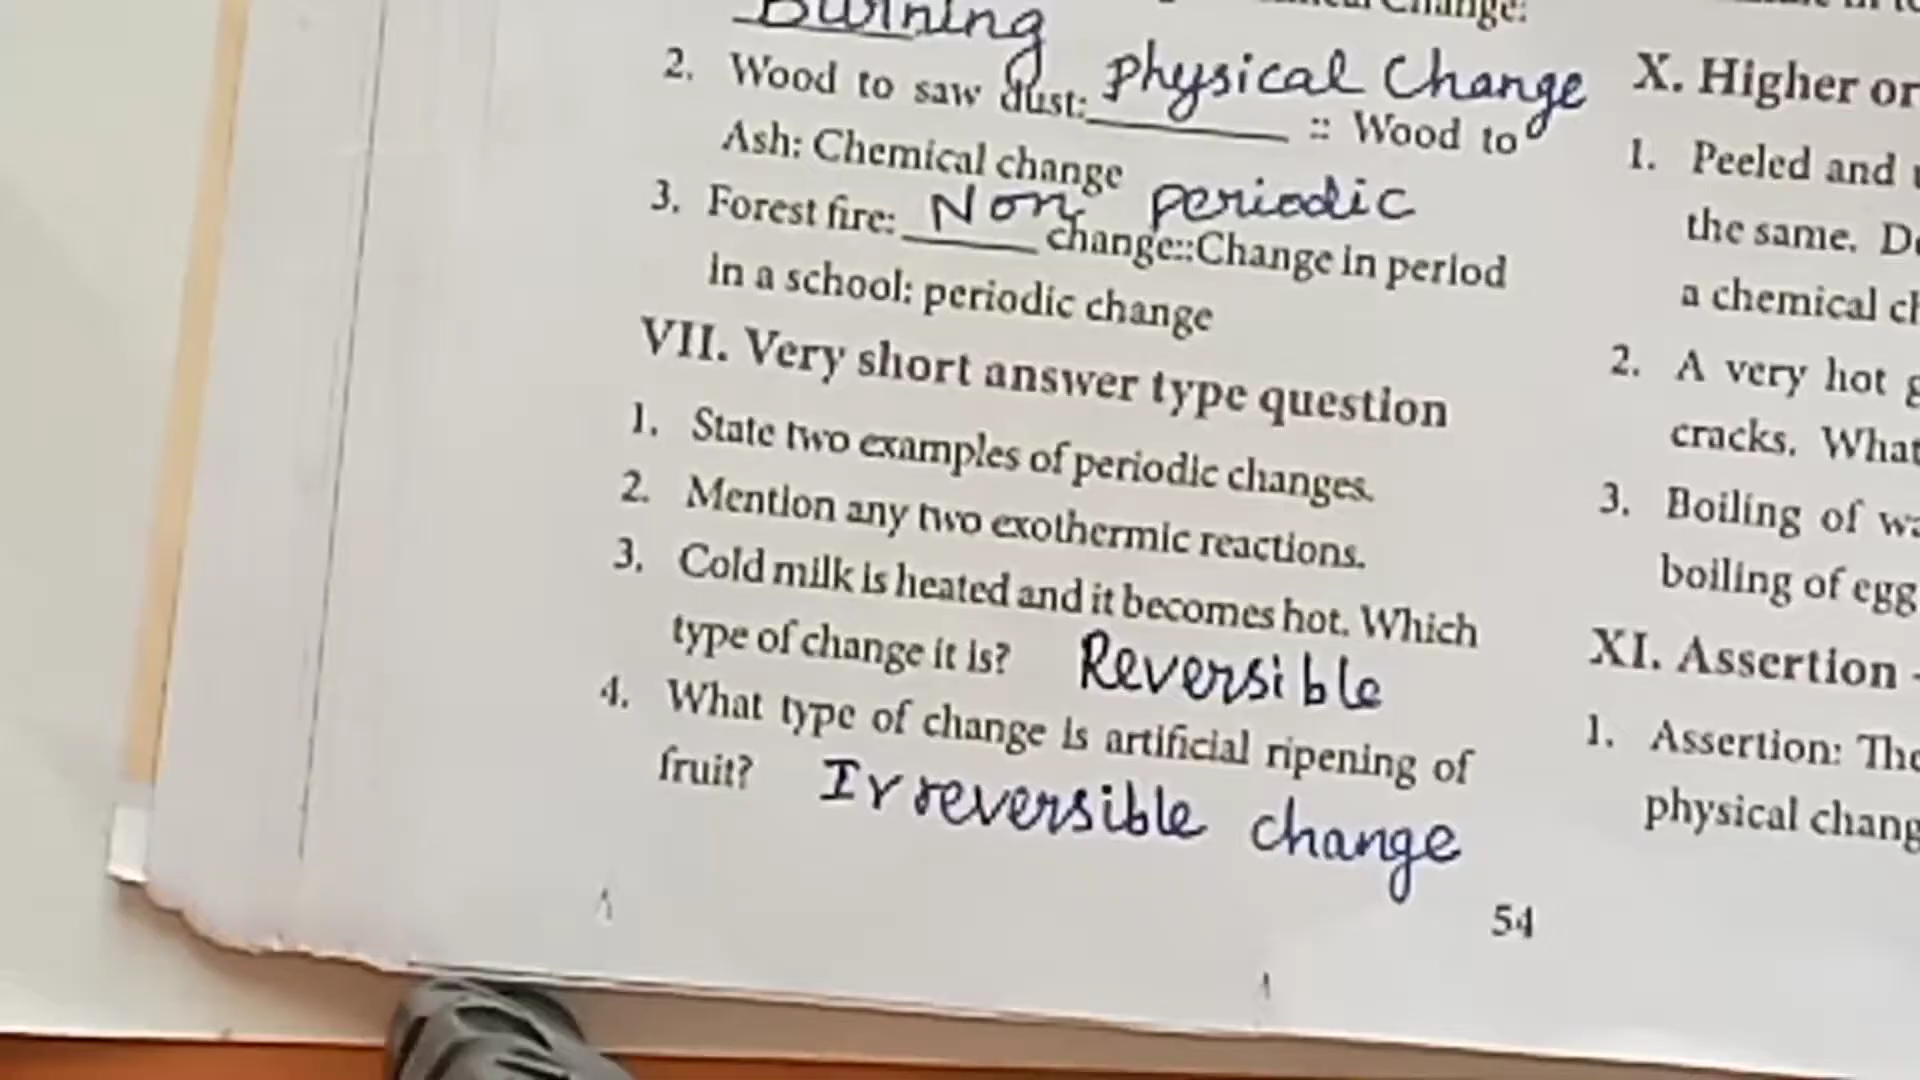 Burning
Change:
2. Wood to saw dust: Physical Change :: Wood to
Ash: Chemical change
3. Forest fire: Non periodic change::Change in period
in a school: periodic change
VII. Very short answer type question
1. State two examples of periodic changes.
2. Mention any two exothermic reactions.
3. Cold milk is heated and it becomes hot. Which
type of change it is? Reversible
4. What type of change is artificial ripening of
fruit? Irreversible change
54
X. Higher or
1. Peeled and
the same. D
a chemical ch
2. A very hot g
cracks. What
3. Boiling of wa
boiling of egg
XI. Assertion -
1. Assertion: The
physical chang